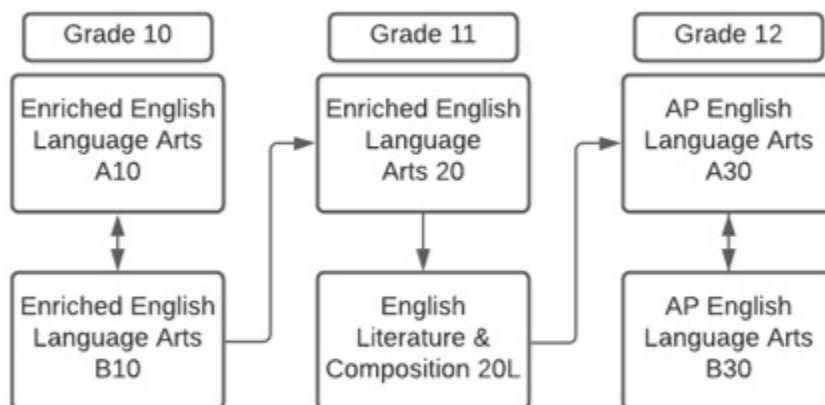 Grade 10
Grade 11
Grade 12
Enriched English
Language Arts
A10
Enriched English
Language
Arts 20
AP English
Language Arts
A30
Enriched English
Language Arts
B10
English
Literature &
Composition 20L
AP English
Language Arts
B30